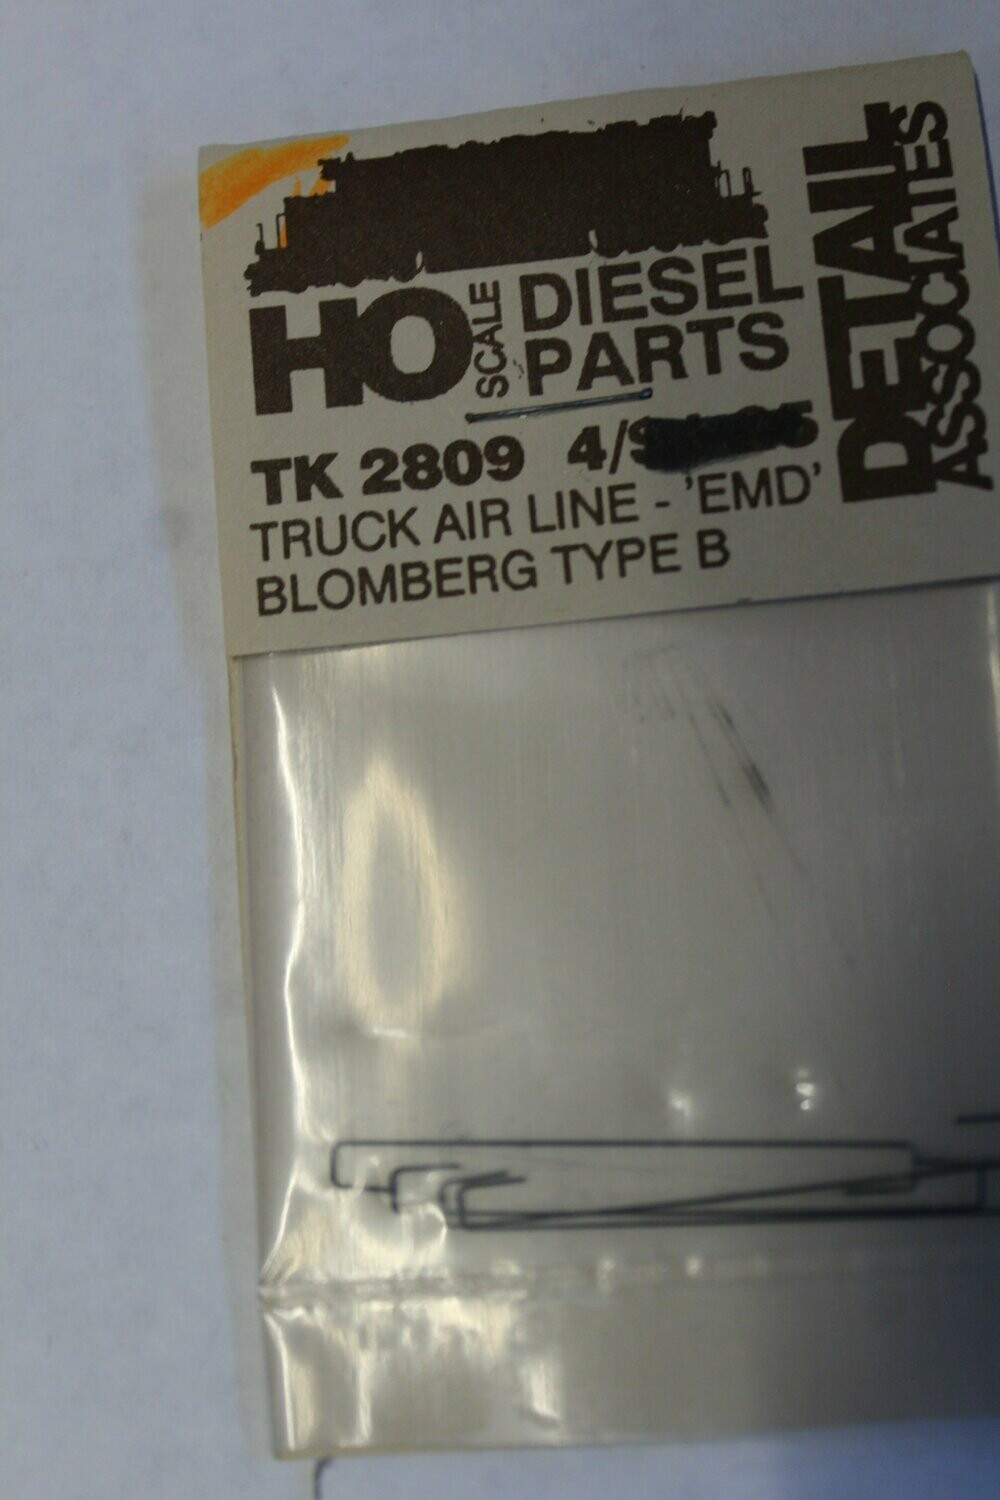 HO SCALE DIESEL
PARTS
DETAIL
ASSOCIATES
TK 2809 4/
TRUCK AIR LINE - 'EMD'
BLOMBERG TYPE B